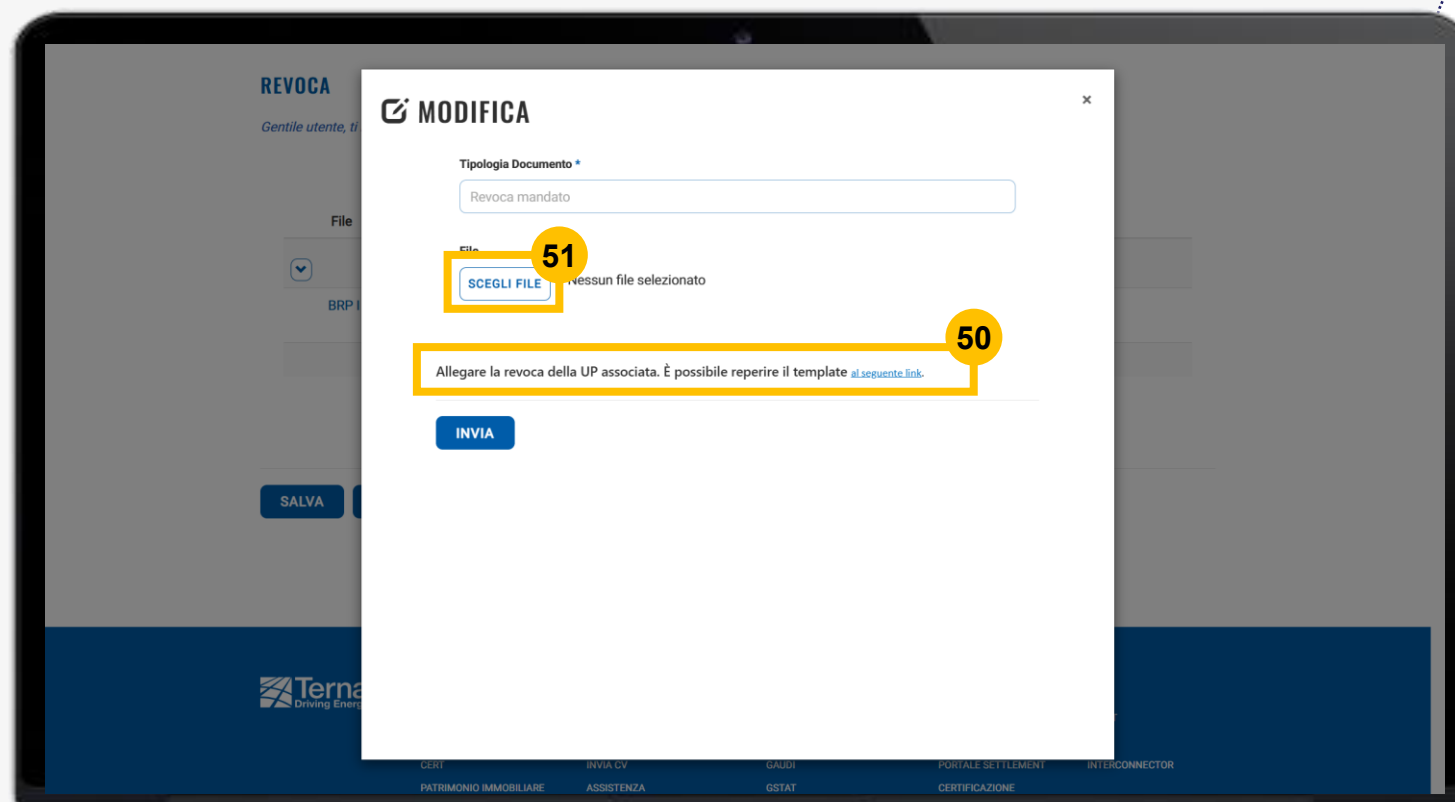 REVOCA
Gentile utente, ti
MODIFICA
×
Tipologia Documento *
Revoca mandato
File
File
51
SCEGLI FILE
Nessun file selezionato
BRP I
50
Allegare la revoca della UP associata. È possibile reperire il template al seguente link.
INVIA
SALVA
Terna
Driving Energ
CERT INVIA CV GAUDI PORTALE SETTLEMENT INTERCONNECTOR
PATRIMONIO IMMOBILIARE ASSISTENZA GSTAT CERTIFICAZIONE